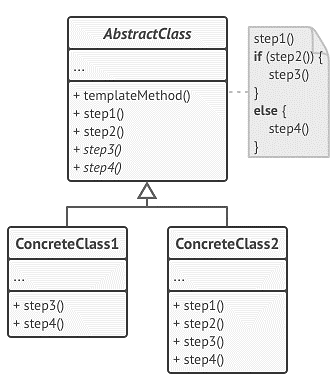 AbstractClass
...
+ templateMethod()
+ step1()
+ step2()
+ step3()
+ step4()
step1()
if (step2()) {
step3()
}
else {
step4()
}
ConcreteClass1
...
+ step3()
+ step4()
ConcreteClass2
...
+ step1()
+ step2()
+ step3()
+ step4()